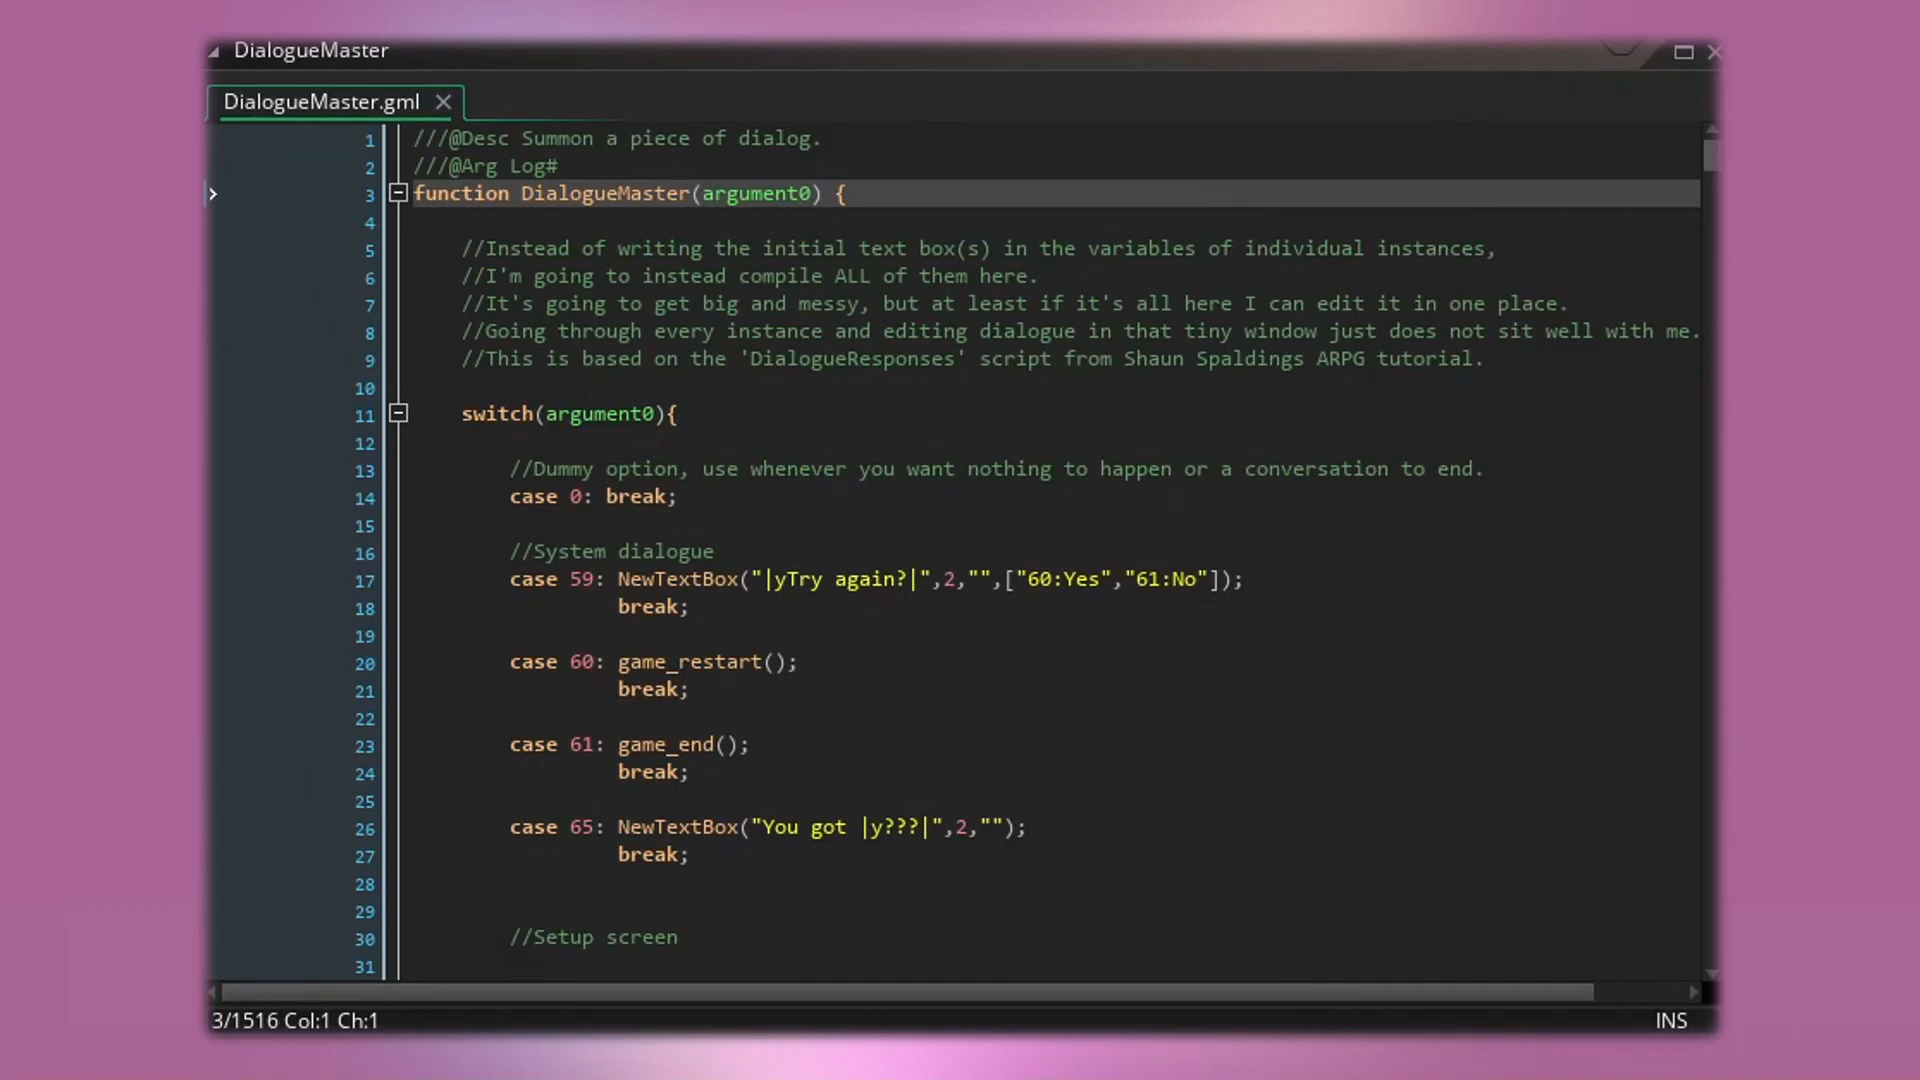 DialogueMaster
DialogueMaster.gml
1 ///@Desc Summon a piece of dialog.
2 ///@Arg Log#
3 function DialogueMaster(argument0) {
4
5 //Instead of writing the initial text box(s) in the variables of individual instances,
6 //I'm going to instead compile ALL of them here.
7 //It's going to get big and messy, but at least if it's all here I can edit it in one place.
8 //Going through every instance and editing dialogue in that tiny window just does not sit well with me.
9 //This is based on the 'DialogueResponses' script from Shaun Spaldings ARPG tutorial.
10
11 switch(argument0){
12
13 //Dummy option, use whenever you want nothing to happen or a conversation to end.
14 case 0: break;
15
16 //System dialogue
17 case 59: NewTextBox("|yTry again?|",2,"",["60:Yes","61:No"]);
18 break;
19
20 case 60: game_restart();
21 break;
22
23 case 61: game_end();
24 break;
25
26 case 65: NewTextBox("You got |y???|",2,"");
27 break;
28
29
30 //Setup screen
31
3/1516 Col:1 Ch:1 INS